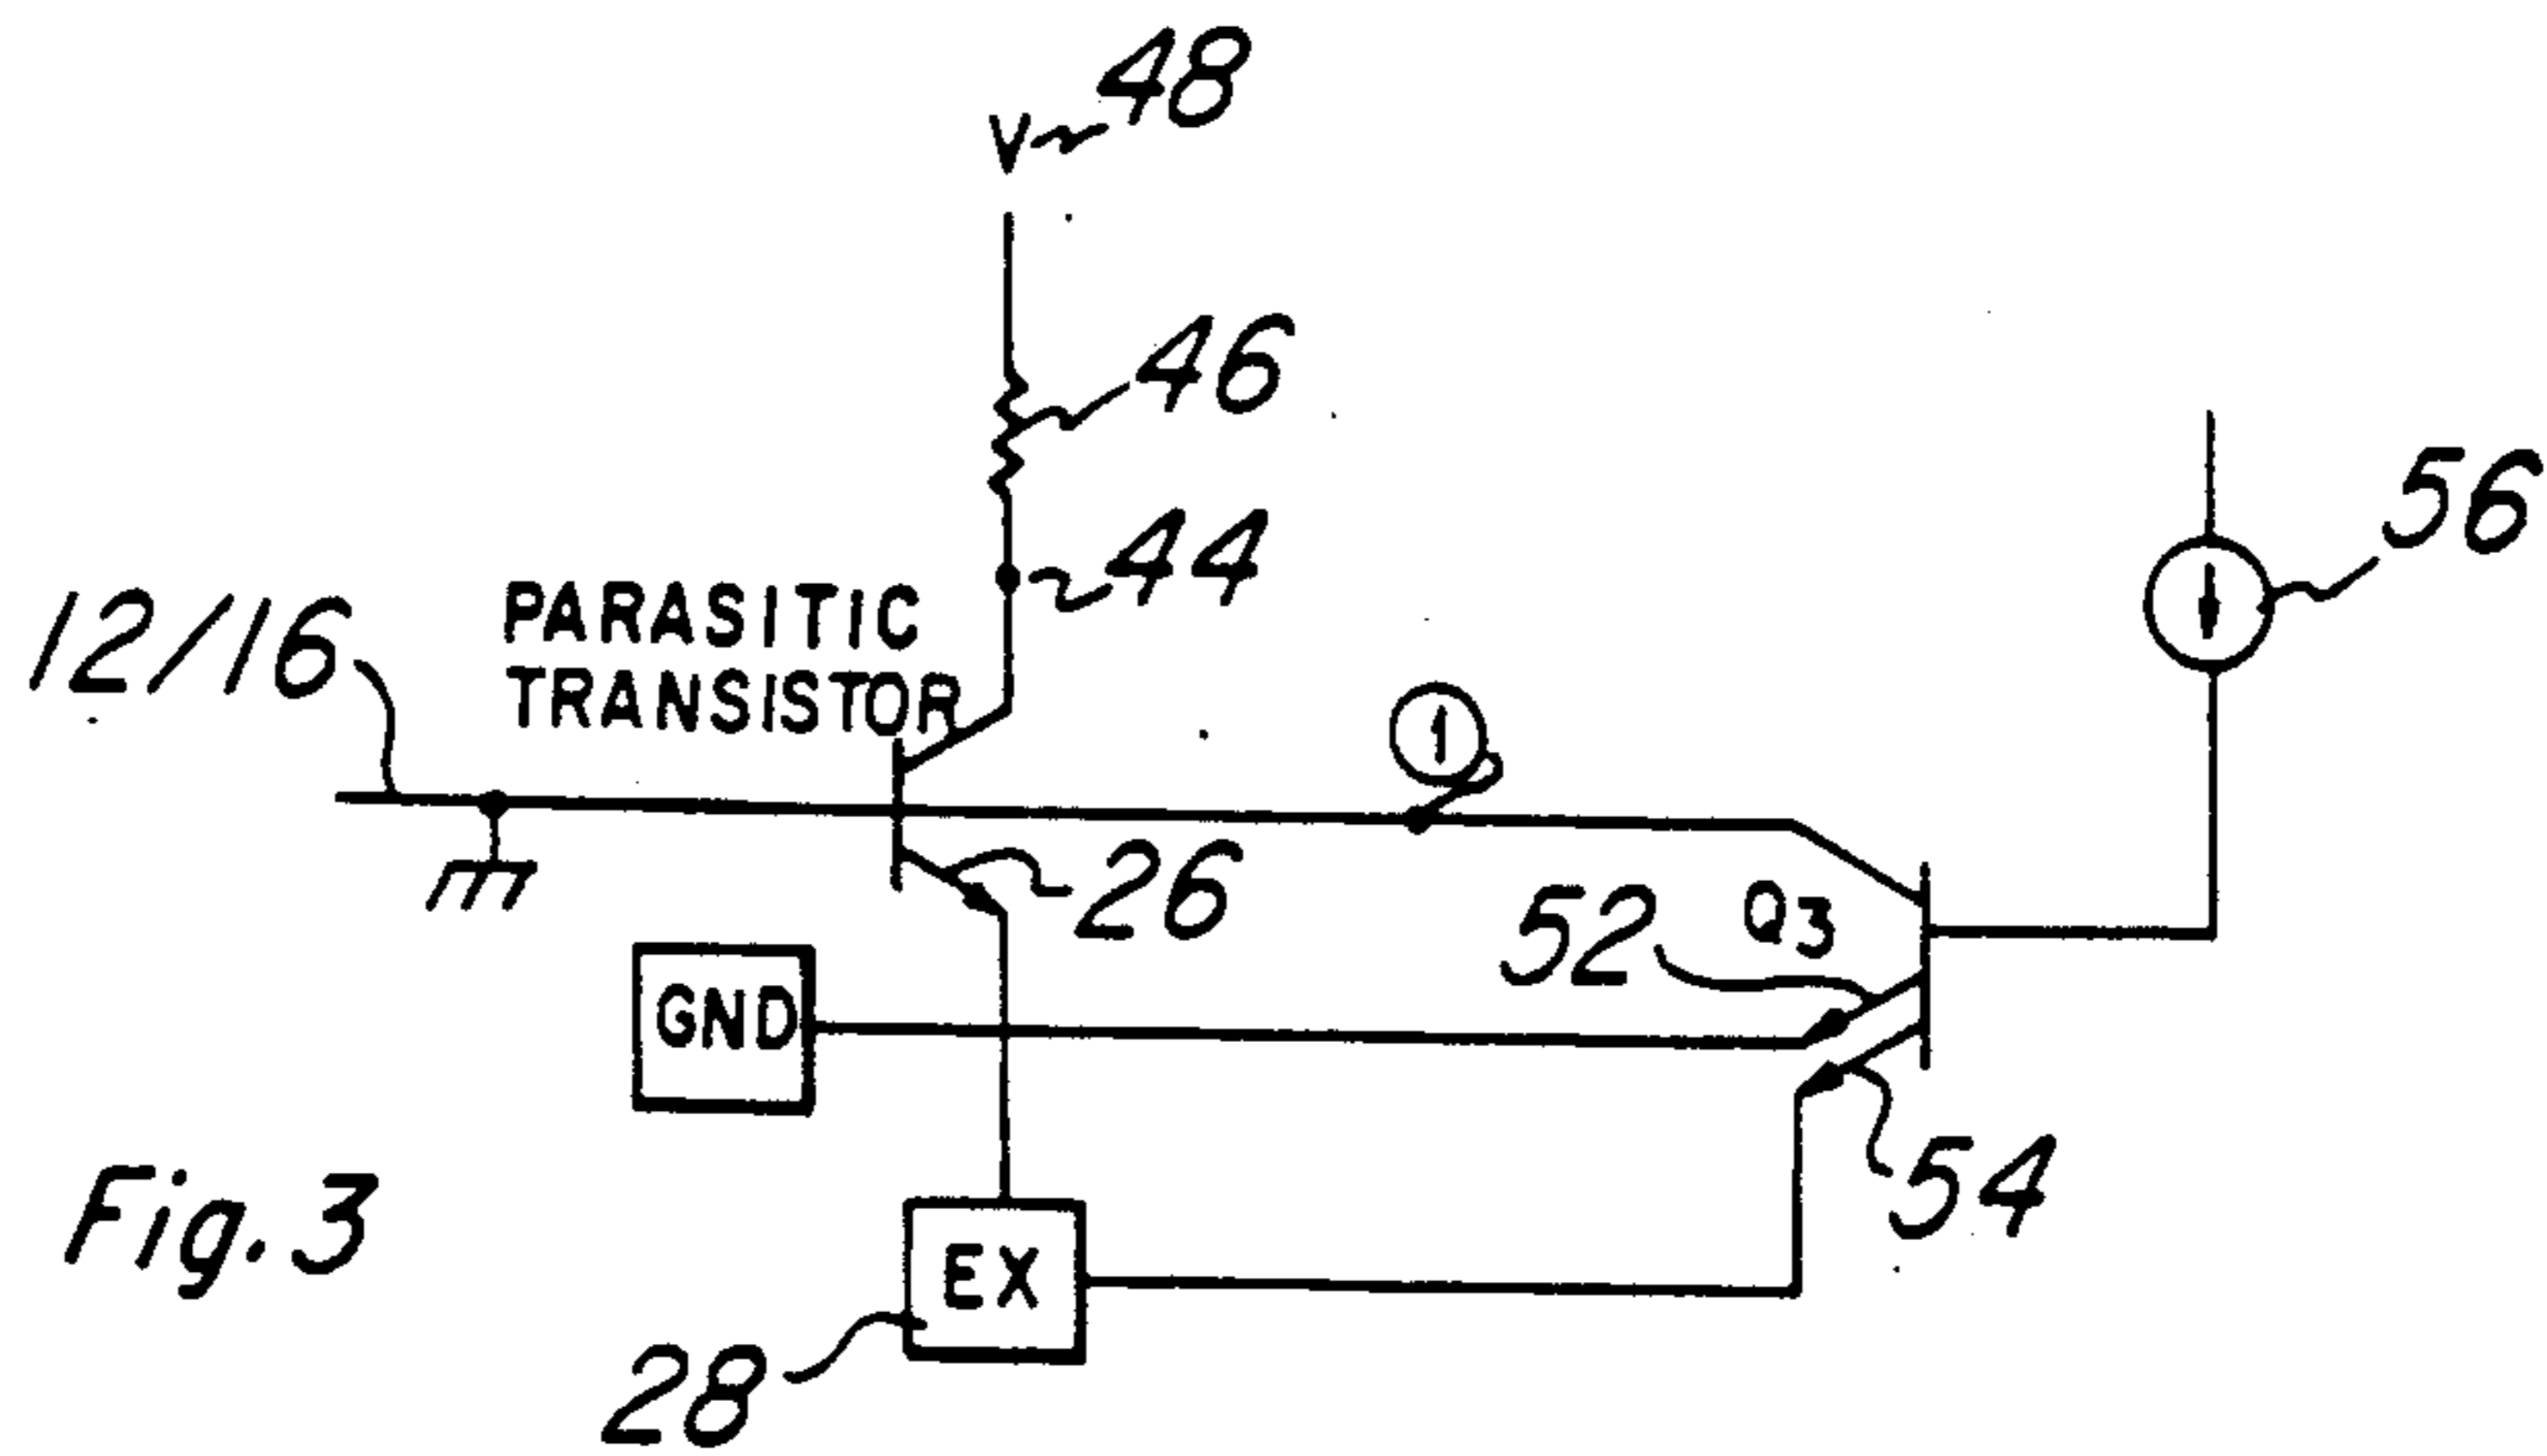 48
V
46
44
56
12/16
PARASITIC
TRANSISTOR
1
26
52
Q3
GND
54
EX
28
Fig. 3